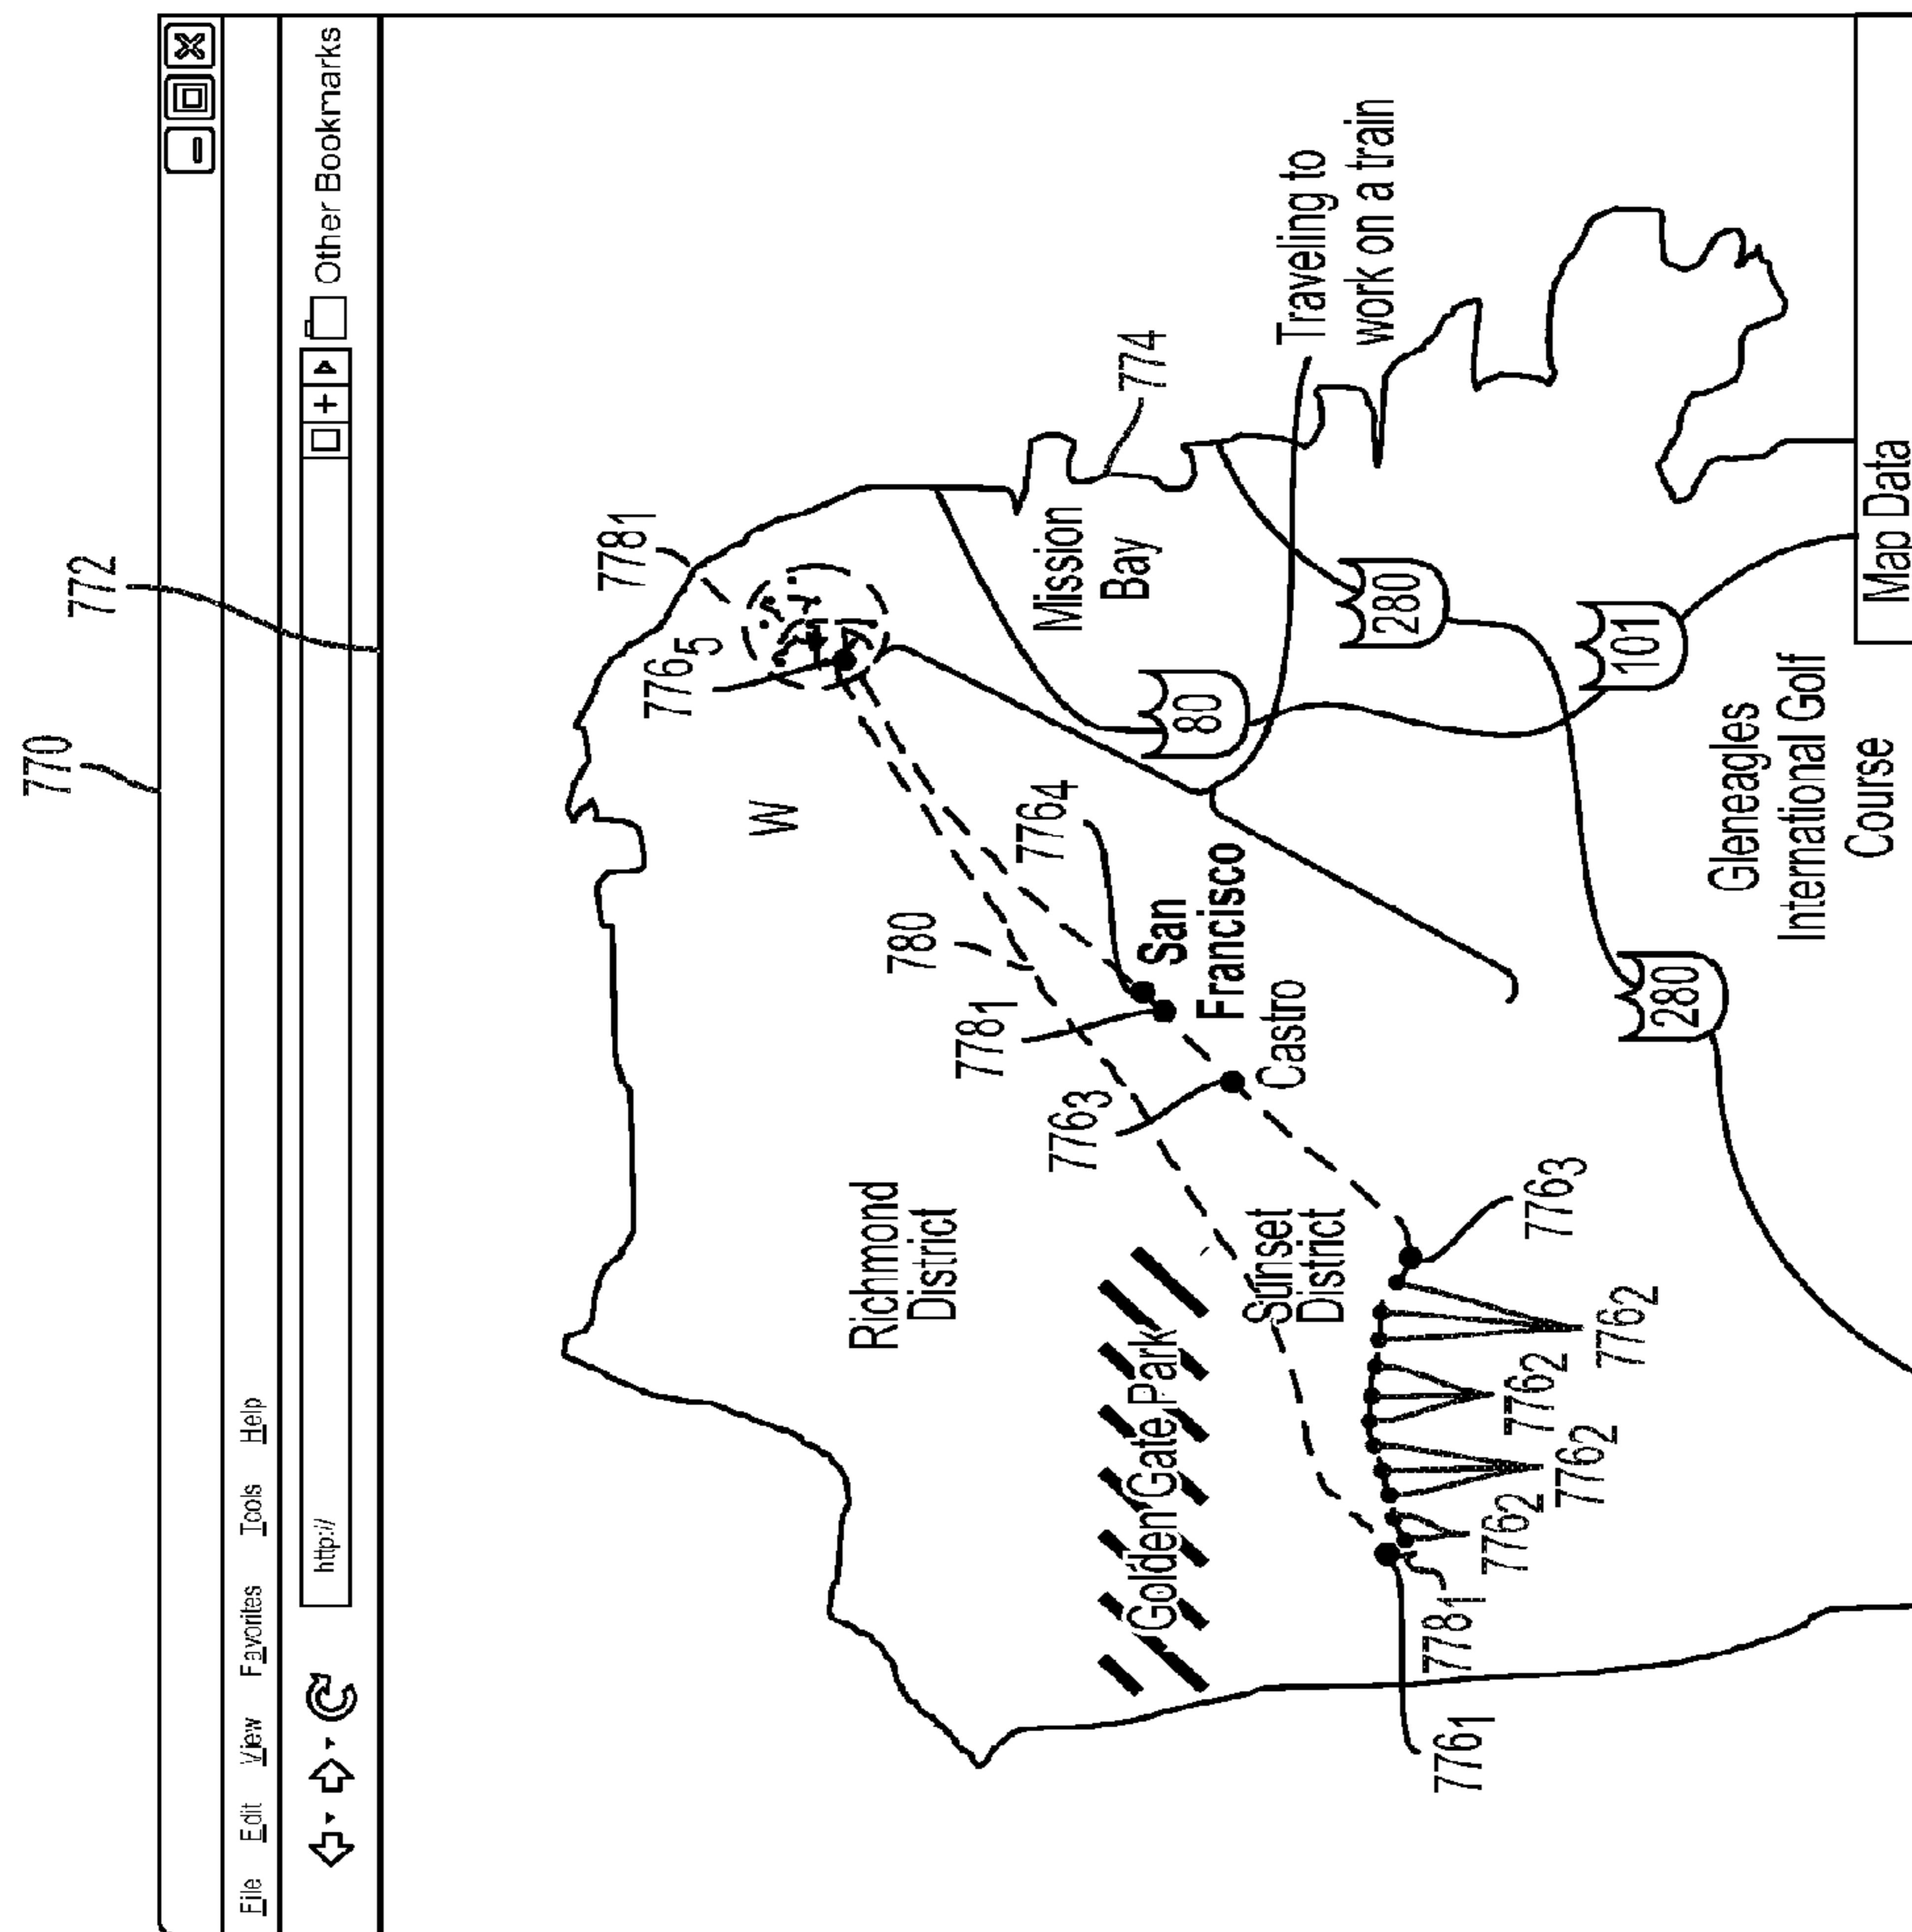 770
772
File Edit View Favorites Tools Help
http://
Other Bookmarks
778₁
776₅
W
774
Richmond
District
780
778₁
776₄
Mission
Bay
776₃
San
Francisco
Castro
80
Traveling to
work on a train
Golden Gate Park
Sunset
District
280
776₁
778₁
776₂
776₂
776₂
776₂
776₃
101
280
Gleneagles
International Golf
Course
Map Data